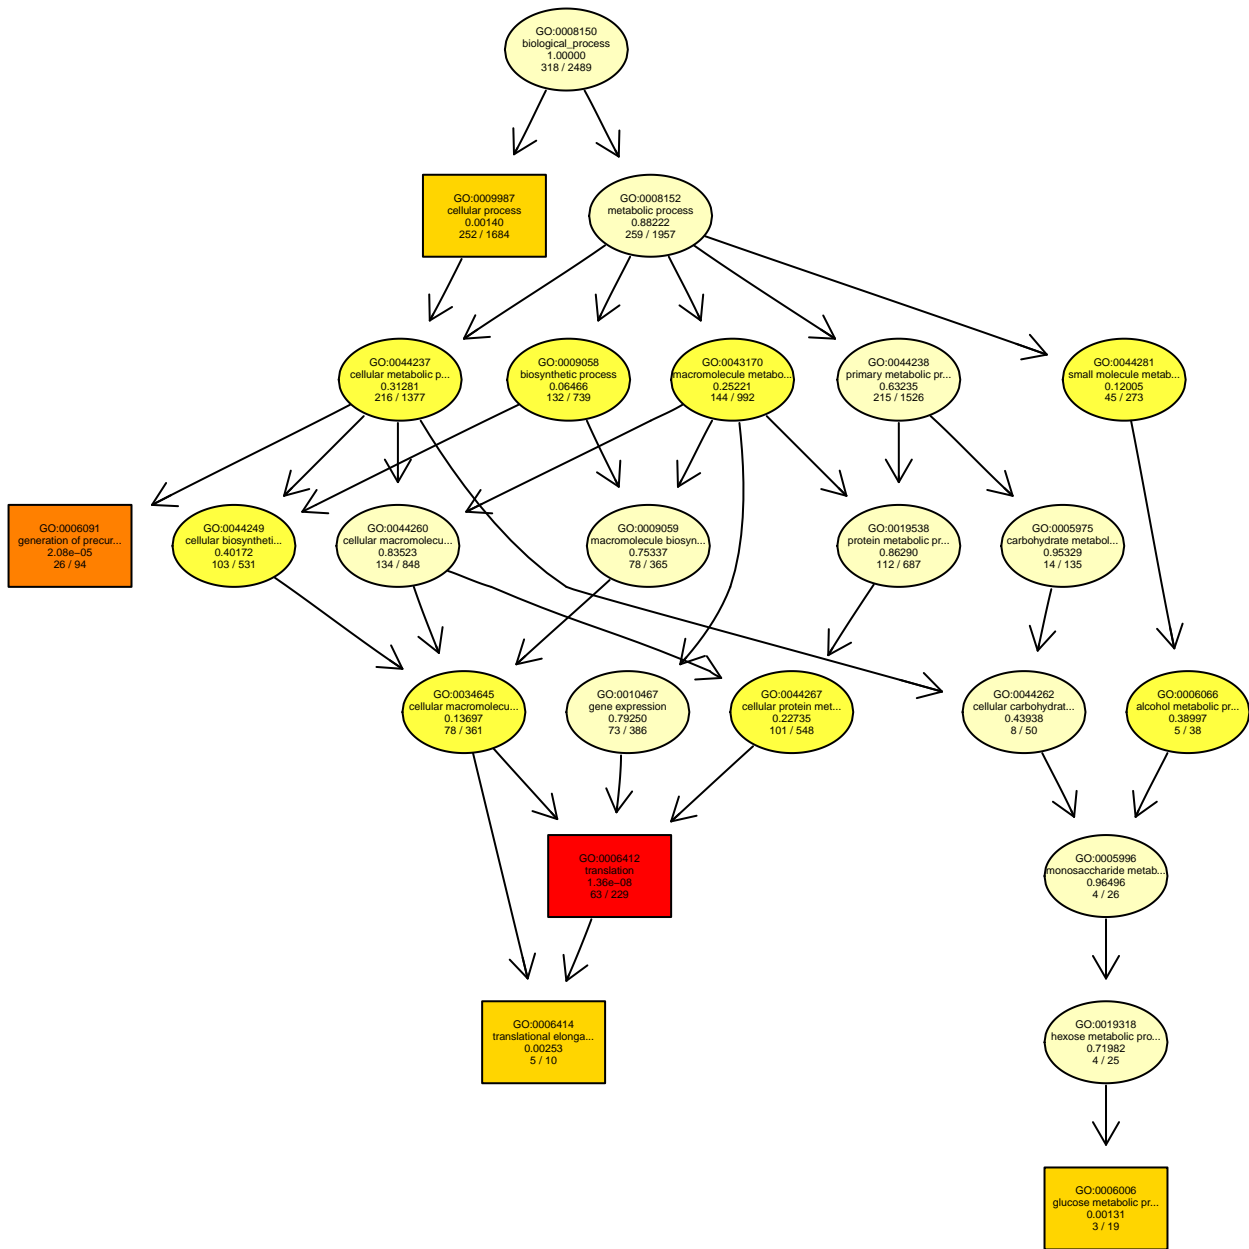 GO:0008150
biological_process
1.00000
318 / 2489
GO:0009987
cellular process
0.00140
252 / 1684
GO:0008152
metabolic process
0.88222
259 / 1957
GO:0044237
cellular metabolic p...
0.31281
216 / 1377
GO:0009058
biosynthetic process
0.06466
132 / 739
GO:0043170
macromolecule metabo...
0.25221
144 / 992
GO:0044238
primary metabolic pr...
0.63235
215 / 1526
GO:0044281
small molecule metab...
0.12005
45 / 273
GO:0006091
generation of precur...
2.08e−05
26 / 94
GO:0044249
cellular biosyntheti...
0.40172
103 / 531
GO:0044260
cellular macromolecu...
0.83523
134 / 848
GO:0009059
macromolecule biosyn...
0.75337
78 / 365
GO:0019538
protein metabolic pr...
0.86290
112 / 687
GO:0005975
carbohydrate metabol...
0.95329
14 / 135
GO:0034645
cellular macromolecu...
0.13697
78 / 361
GO:0010467
gene expression
0.79250
73 / 386
GO:0044267
cellular protein met...
0.22735
101 / 548
GO:0044262
cellular carbohydrat...
0.43938
8 / 50
GO:0006066
alcohol metabolic pr...
0.38997
5 / 38
GO:0006412
translation
1.36e−08
63 / 229
GO:0005996
monosaccharide metab...
0.96496
4 / 26
GO:0006414
translational elonga...
0.00253
5 / 10
GO:0019318
hexose metabolic pro...
0.71982
4 / 25
GO:0006006
glucose metabolic pr...
0.00131
3 / 19